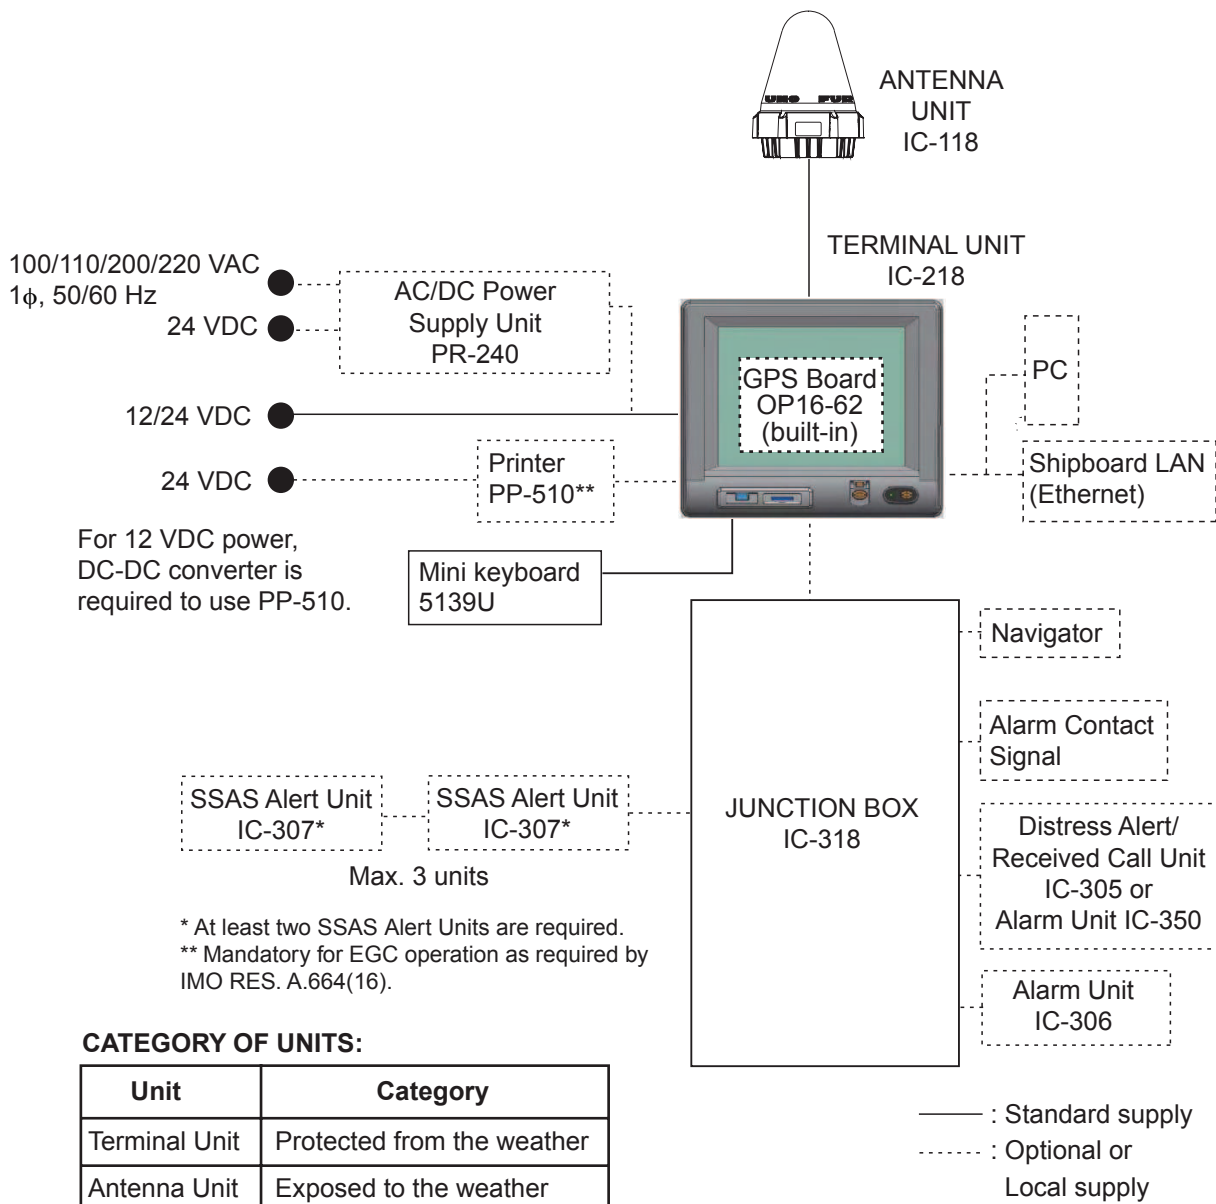 UNO FUR
ANTENNA
UNIT
IC-118
TERMINAL UNIT
IC-218
100/110/200/220 VAC
1ϕ, 50/60 Hz
24 VDC
AC/DC Power
Supply Unit
PR-240
12/24 VDC
24 VDC
Printer
PP-510**
GPS Board
OP16-62
(built-in)
PC
Shipboard LAN
(Ethernet)
For 12 VDC power,
DC-DC converter is
required to use PP-510.
Mini keyboard
5139U
Navigator
Alarm Contact
Signal
JUNCTION BOX
IC-318
SSAS Alert Unit
IC-307*
SSAS Alert Unit
IC-307*
Max. 3 units
Distress Alert/
Received Call Unit
IC-305 or
Alarm Unit IC-350
Alarm Unit
IC-306
* At least two SSAS Alert Units are required.
** Mandatory for EGC operation as required by
IMO RES. A.664(16).
CATEGORY OF UNITS:
Unit Category
Terminal Unit Protected from the weather
Antenna Unit Exposed to the weather
: Standard supply
: Optional or
Local supply